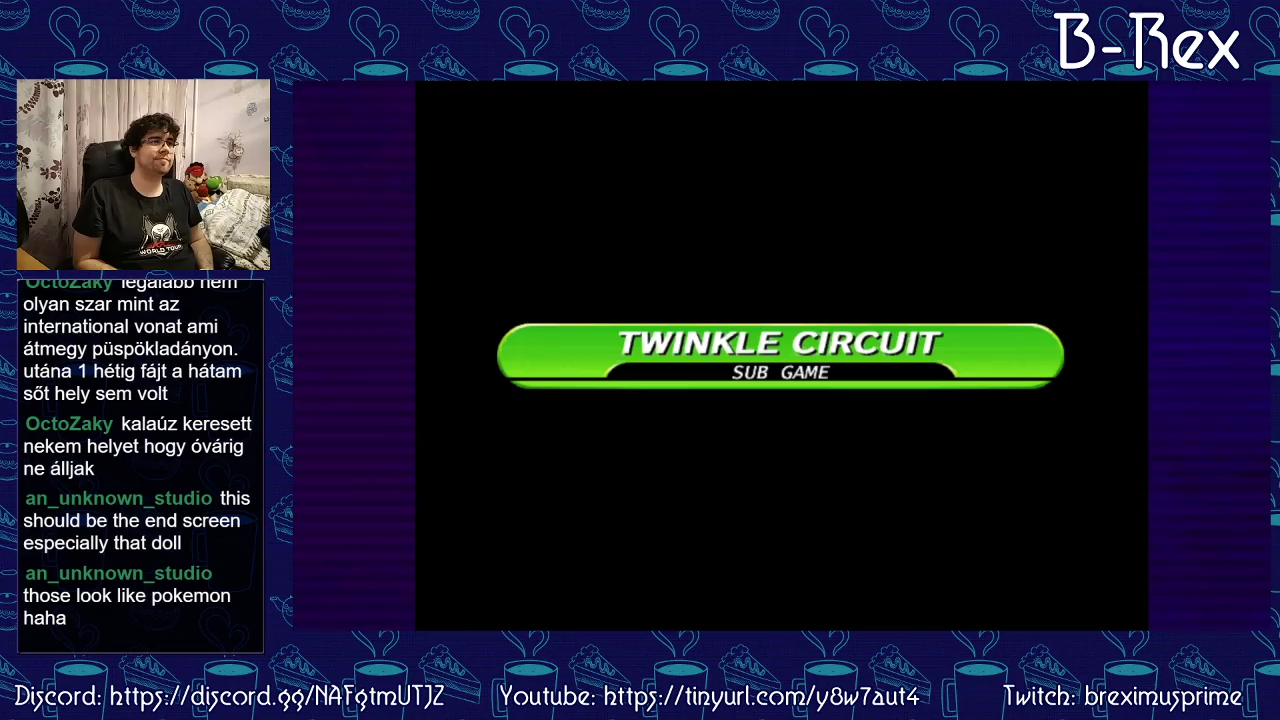 B-Rex
WORLD TOUR
OctoZaky legalább nem
olyan szar mint az
international vonat ami
átmegy püspökladányon.
utána 1 hétig fájt a hátam
sőt hely sem volt
OctoZaky kalaúz keresett
nekem helyet hogy óvárig
ne álljak
an_unknown_studio this
should be the end screen
especially that doll
an_unknown_studio
those look like pokemon
haha
TWINKLE CIRCUIT
SUB GAME
Discord: https://discord.gg/NAFgtmUTJZ
Youtube: https://tinyurl.com/y8w7aut4
Twitch: breximusprime